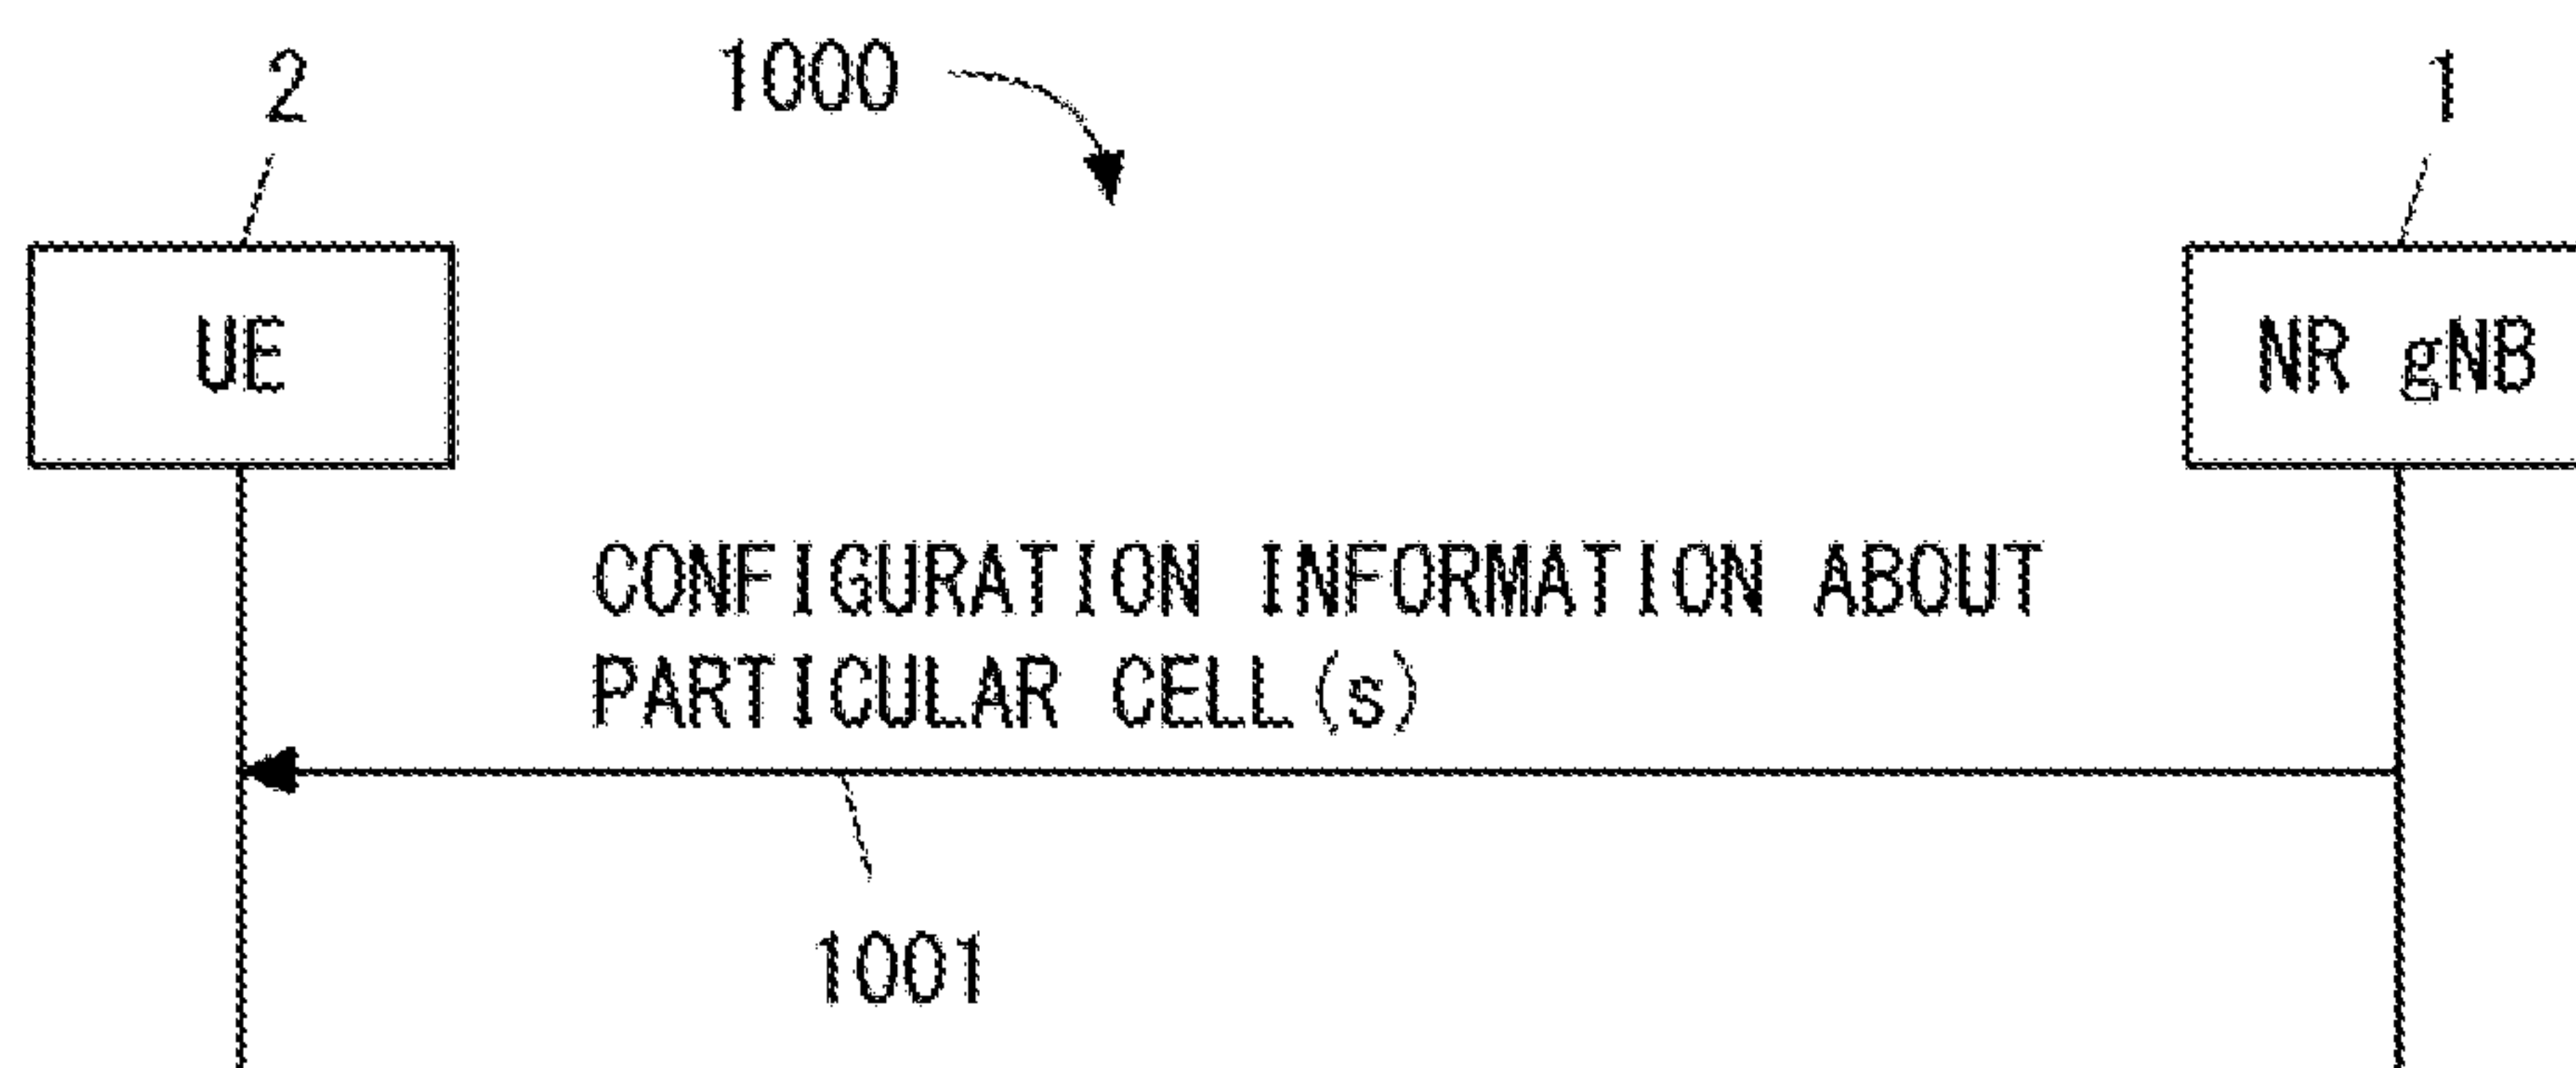 2
1000
1
UE
NR gNB
CONFIGURATION INFORMATION ABOUT
PARTICULAR CELL(s)
1001